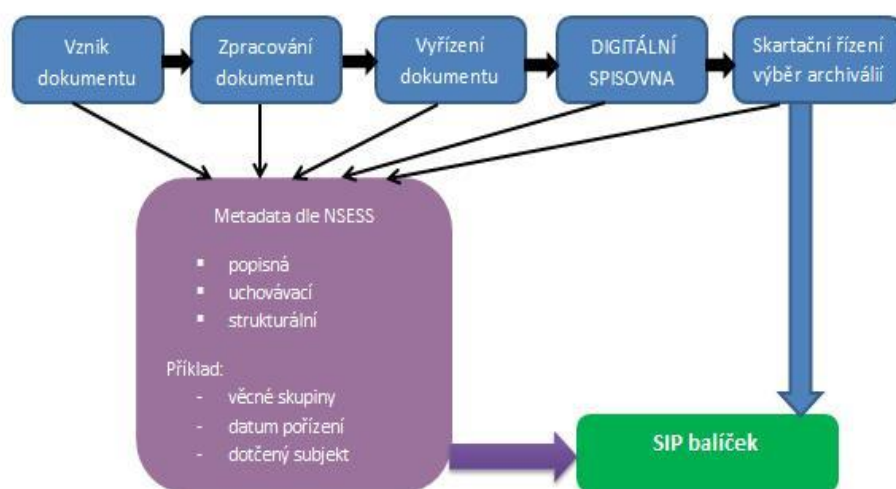 Vznik
dokumentu
Zpracování
dokumentu
Vyřízení
dokumentu
DIGITÁLNÍ
SPISOVNA
Skartační řízení
výběr archiválií
Metadata dle NSESS
▪ popisná
▪ uchovávací
▪ strukturální
Příklad:
- věcné skupiny
- datum pořízení
- dotčený subjekt
SIP balíček